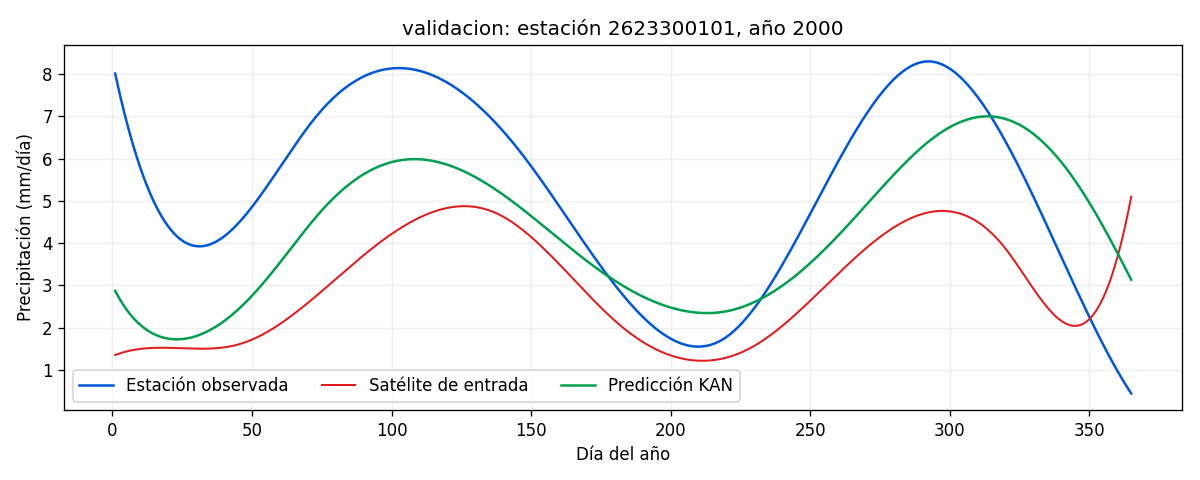 validacion: estación 2623300101, año 2000
Precipitación (mm/día)
8
7
6
5
4
3
2
1
Estación observada
Satélite de entrada
Predicción KAN
0 50 100 150 200 250 300 350
Día del año